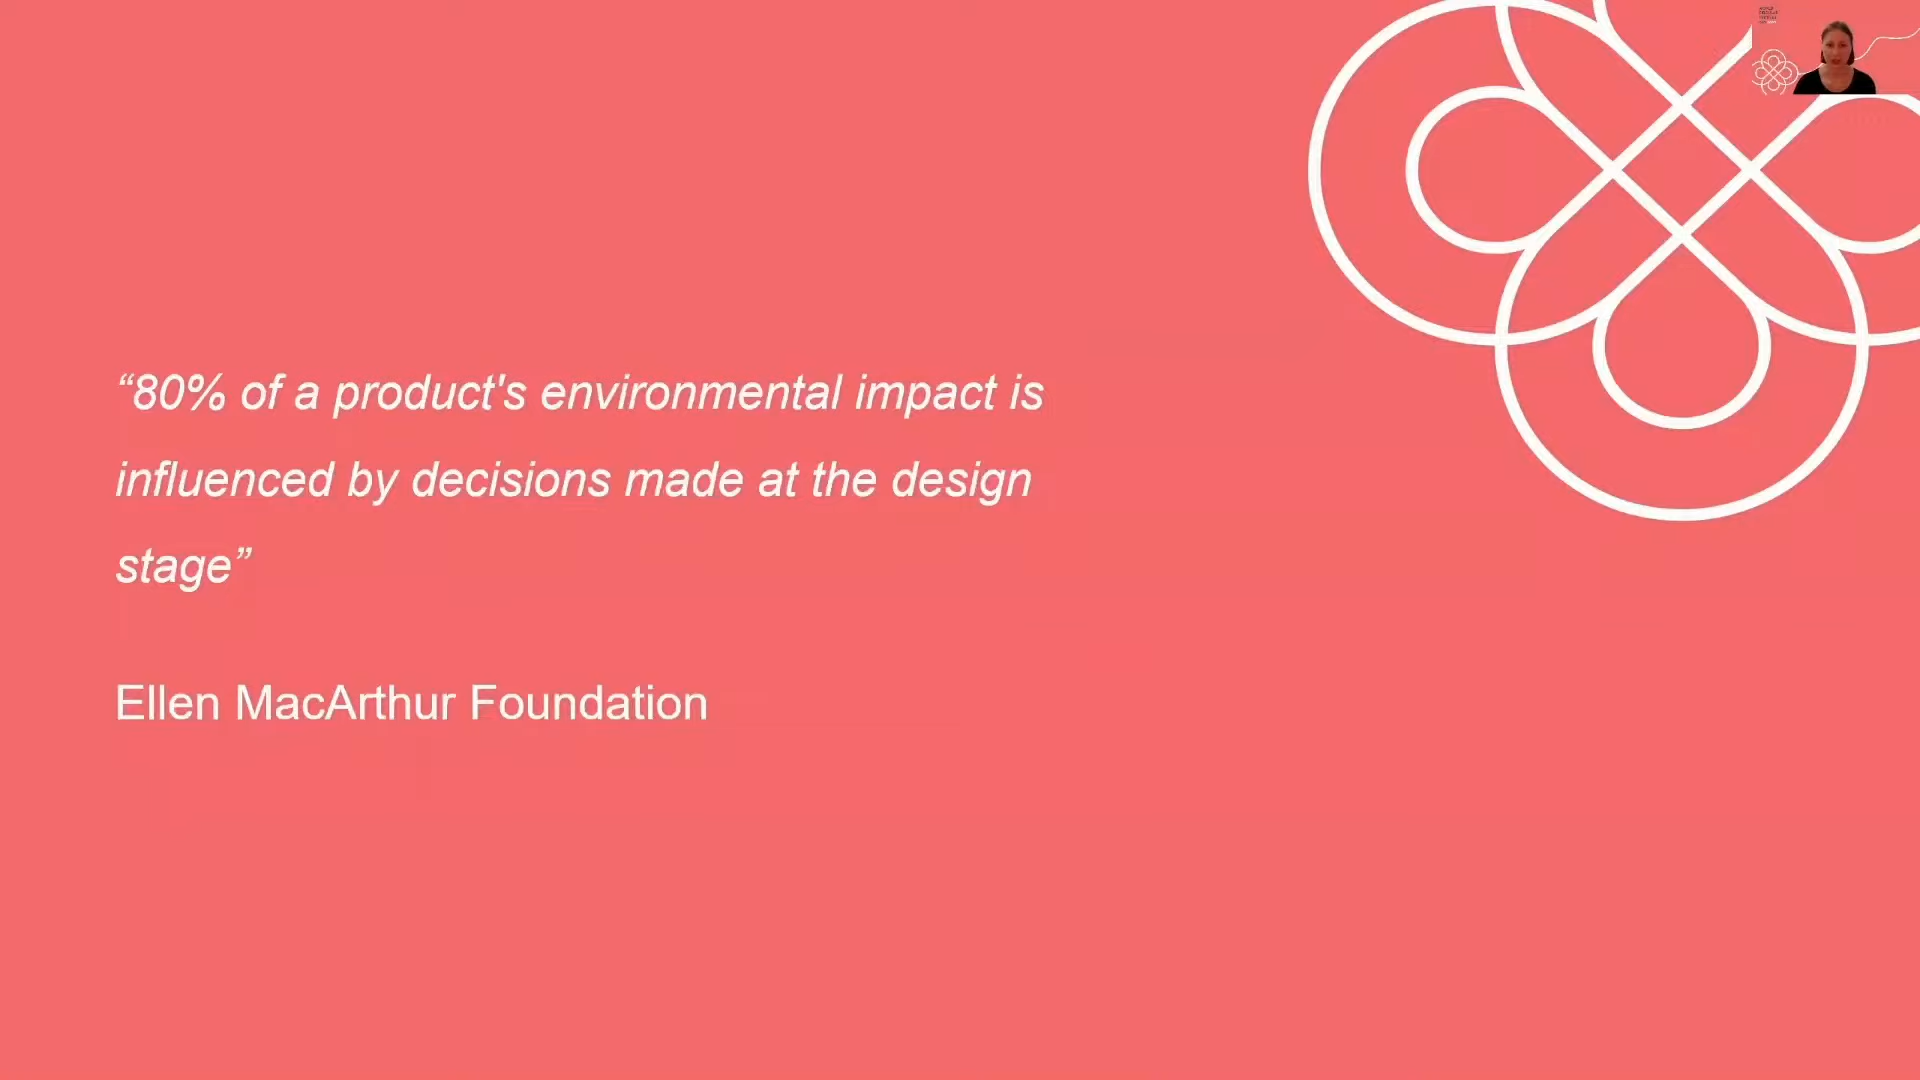 “80% of a product's environmental impact is
influenced by decisions made at the design
stage”
Ellen MacArthur Foundation